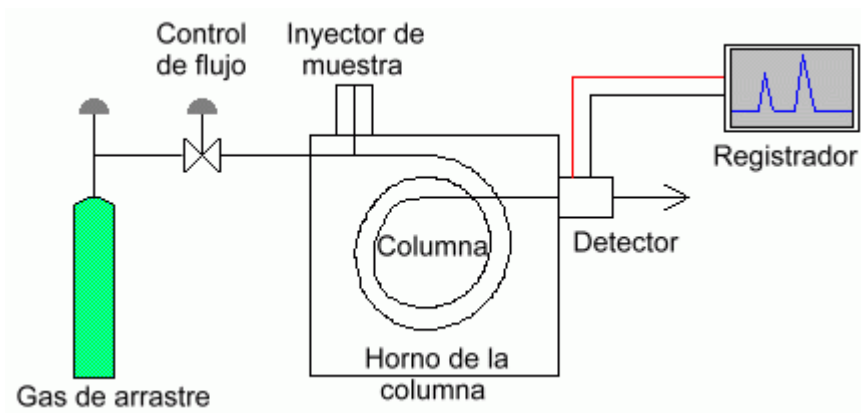 Control
de flujo
Inyector de
muestra
Registrador
Columna
Detector
Horno de la
columna
Gas de arrastre